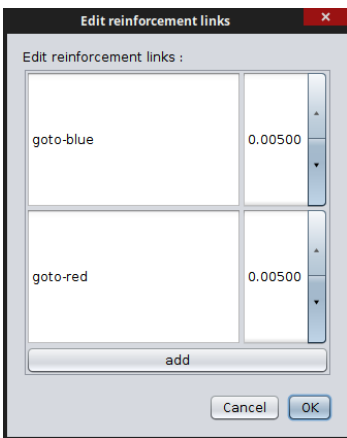 Edit reinforcement links
Edit reinforcement links :
goto-blue 0.00500
goto-red 0.00500
add
Cancel OK